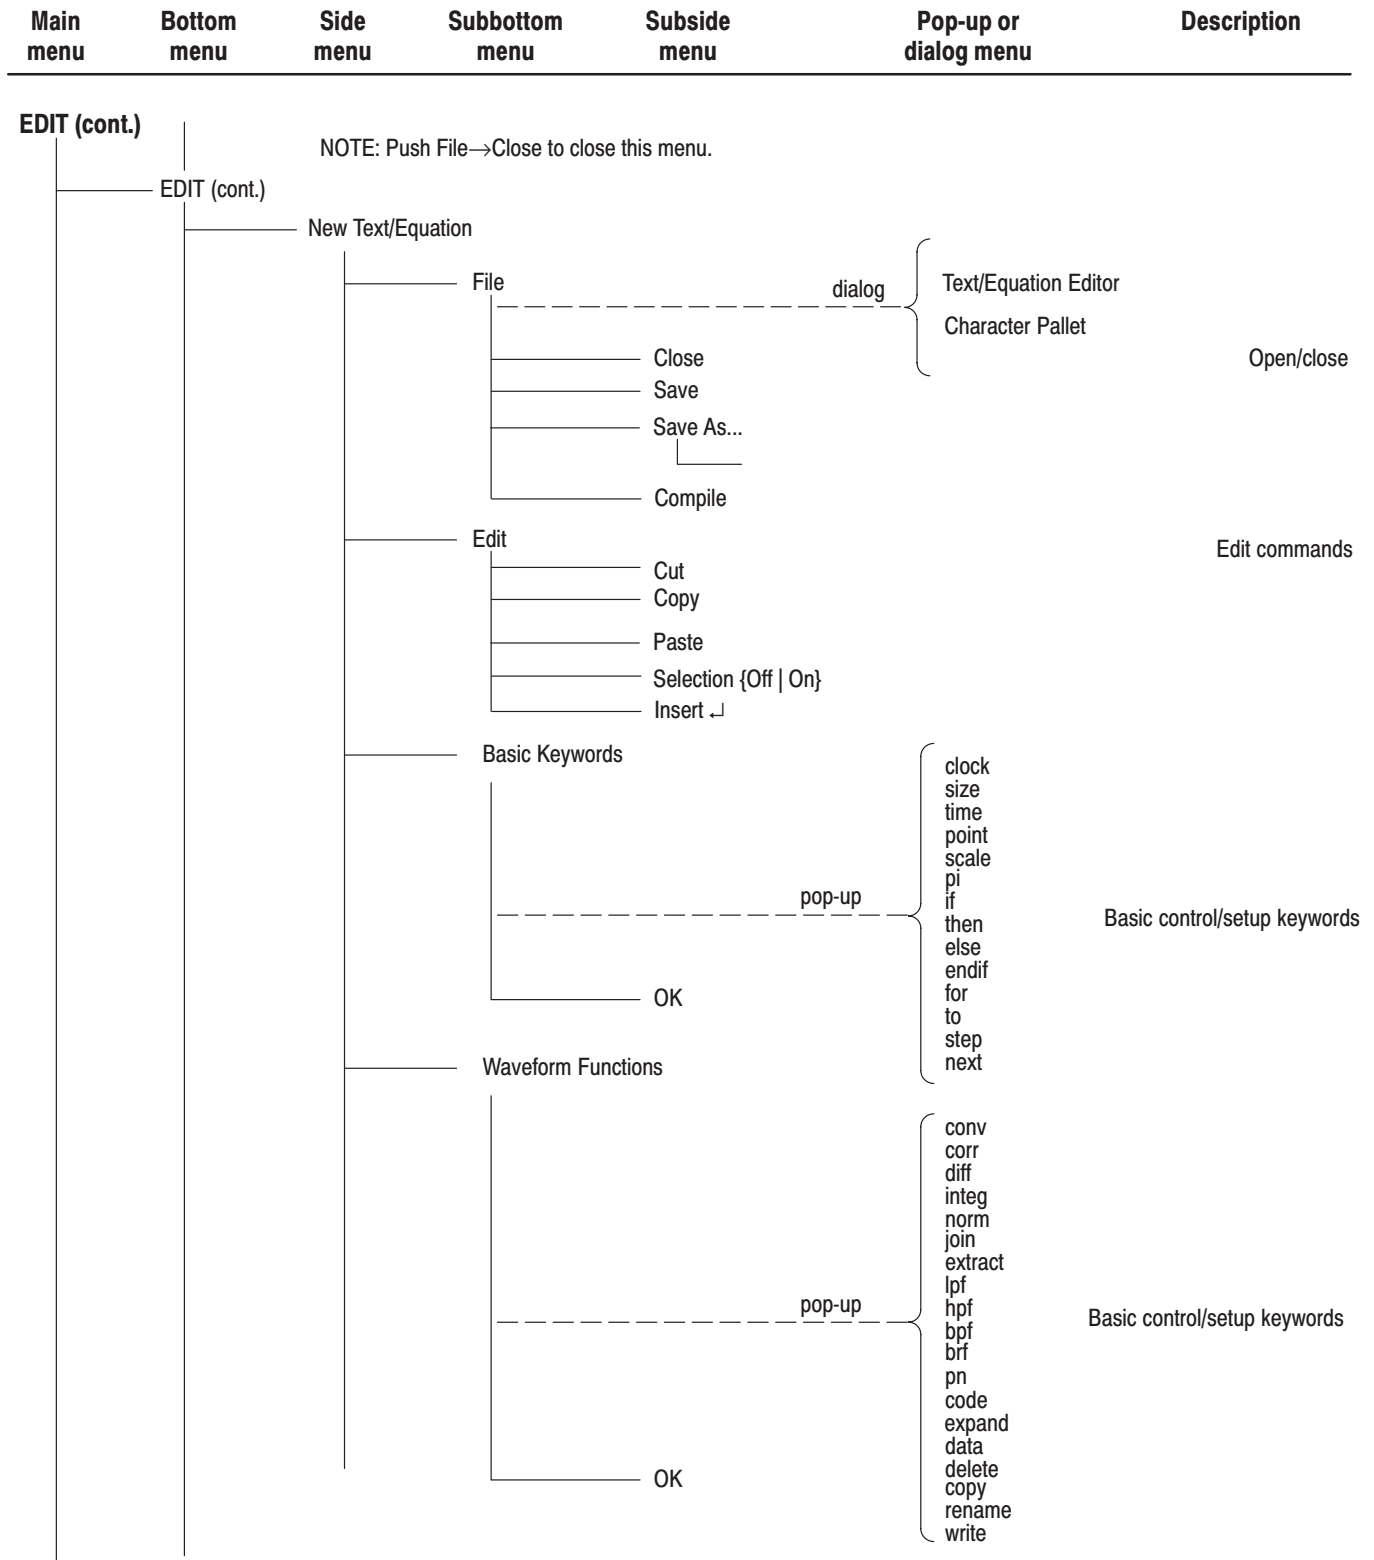 Main menu
Bottom menu
Side menu
Subbottom menu
Subside menu
Pop-up or dialog menu
Description
EDIT (cont.)
NOTE: Push File→Close to close this menu.
EDIT (cont.)
New Text/Equation
File
dialog
Text/Equation Editor
Character Pallet
Close
Open/close
Save
Save As...
Compile
Edit
Edit commands
Cut
Copy
Paste
Selection {Off | On}
Insert ↵
Basic Keywords
clock
size
time
point
scale
pi
if
then
else
endif
for
to
step
next
pop-up
Basic control/setup keywords
OK
Waveform Functions
conv
corr
diff
integ
norm
join
extract
lpf
hpf
bpf
brf
pn
code
expand
data
delete
copy
rename
write
pop-up
Basic control/setup keywords
OK